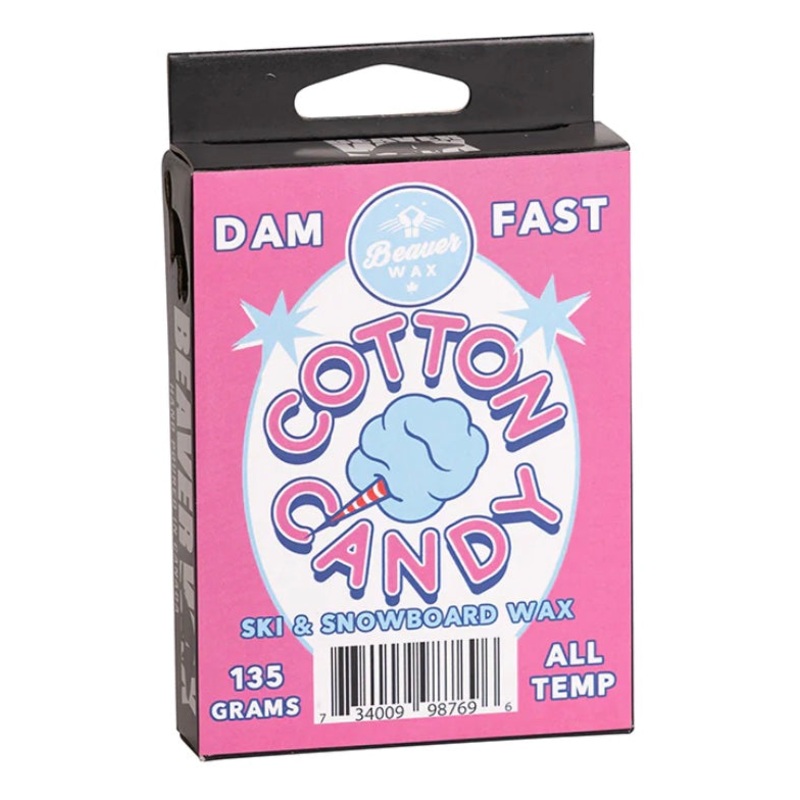 DAM
FAST
Beaver
WAX
COTTON
CANDY
SKI & SNOWBOARD WAX
135
GRAMS
ALL
TEMP
7 34009 98769 6
BEAVER